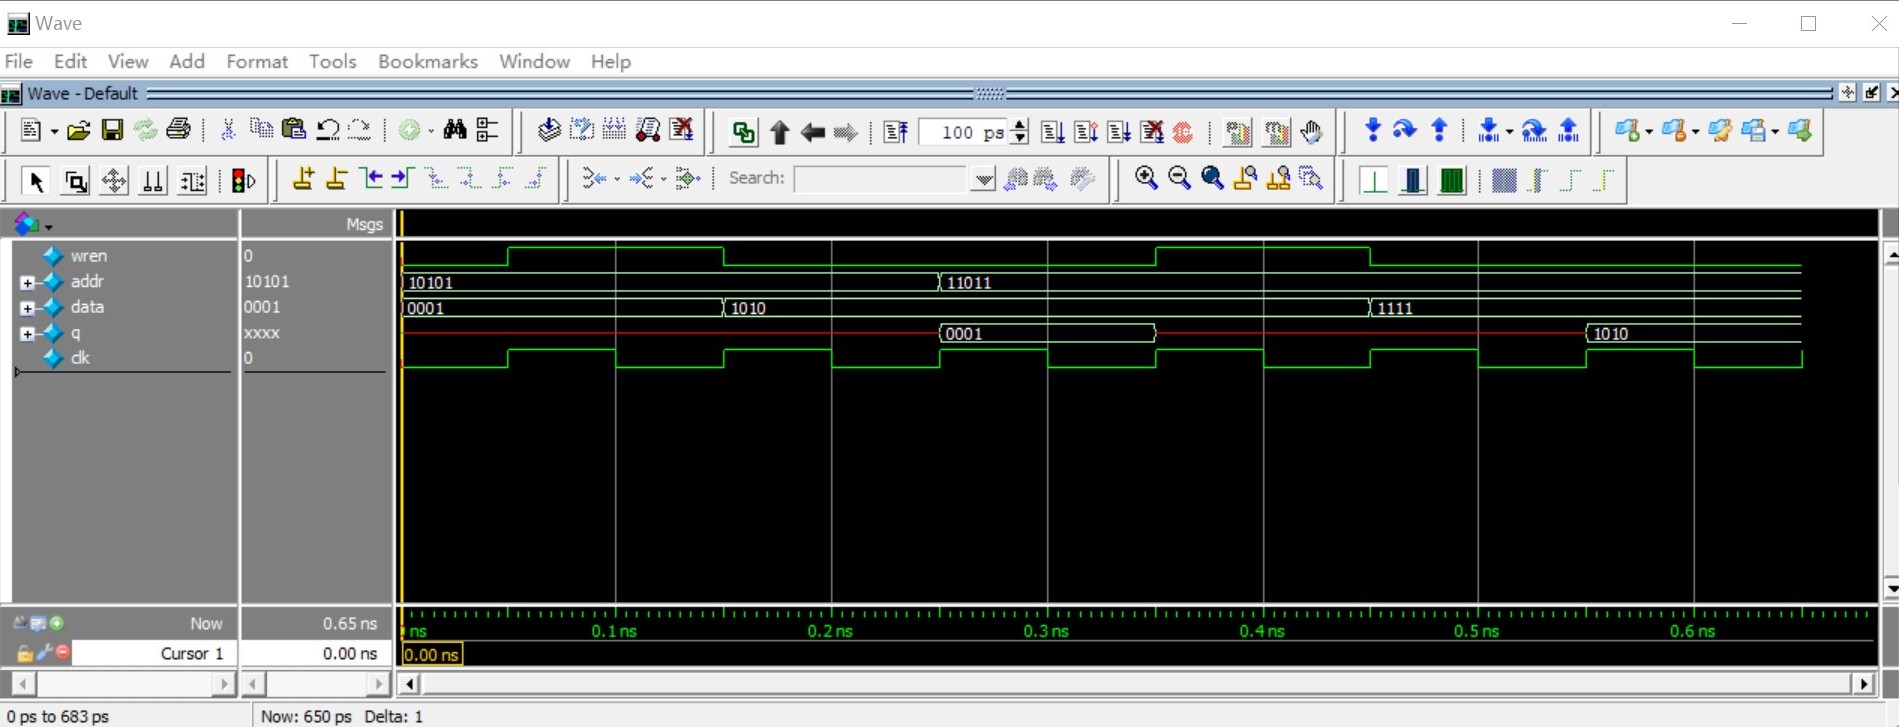 Wave
File Edit View Add Format Tools Bookmarks Window Help
Wave - Default
100 ps
Search:
Msgs
wren 0
addr 10101 10101 11011
data 0001 0001 1010 1111
q xxxx 0001 1010
clk 0
Now 0.65 ns ns 0.1 ns 0.2 ns 0.3 ns 0.4 ns 0.5 ns 0.6 ns
Cursor 1 0.00 ns 0.00 ns
0 ps to 683 ps Now: 650 ps Delta: 1